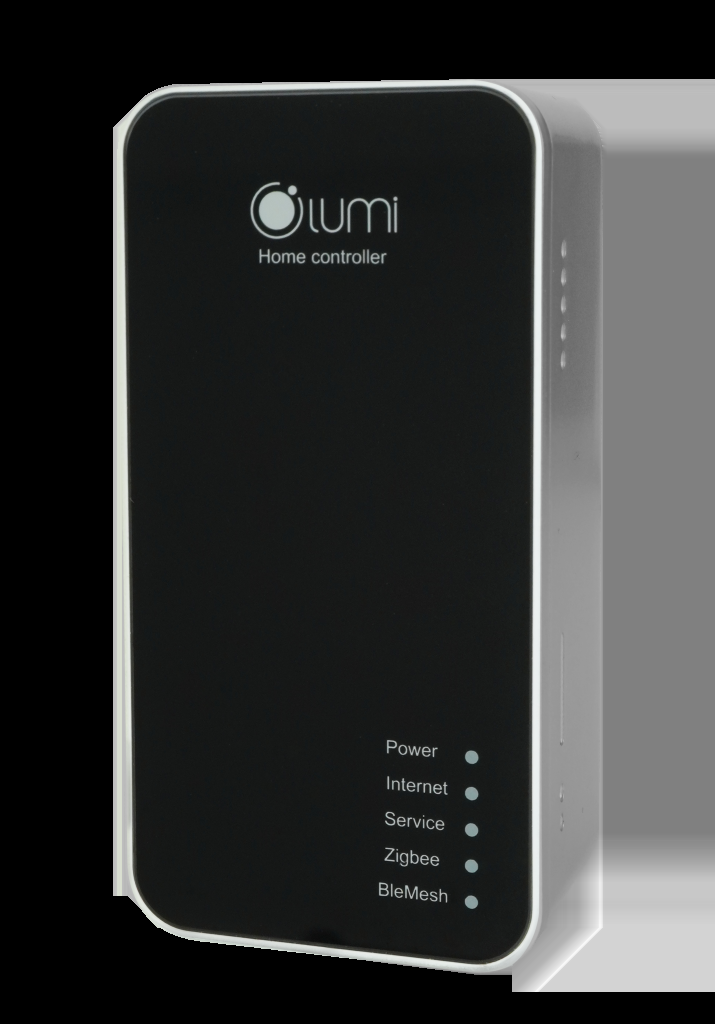 lumi
Home controller
Power
Internet
Service
Zigbee
BleMesh